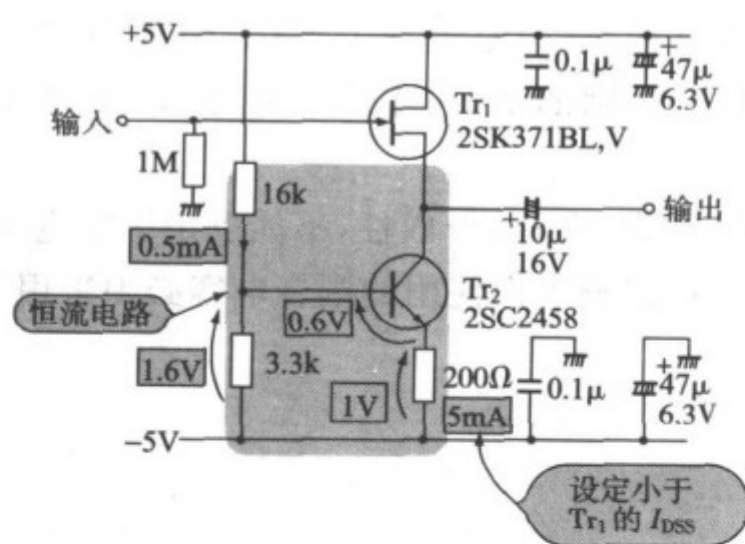 +5V
0.1μ
+
47μ
6.3V
输入
Tr₁
2SK371BL,V
1M
16k
输出
+
10μ
16V
0.5mA
恒流电路
0.6V
Tr₂
2SC2458
1.6V
3.3k
1V
200Ω
5mA
0.1μ
+
47μ
6.3V
−5V
设定小于
Tr₁ 的 I_DSS